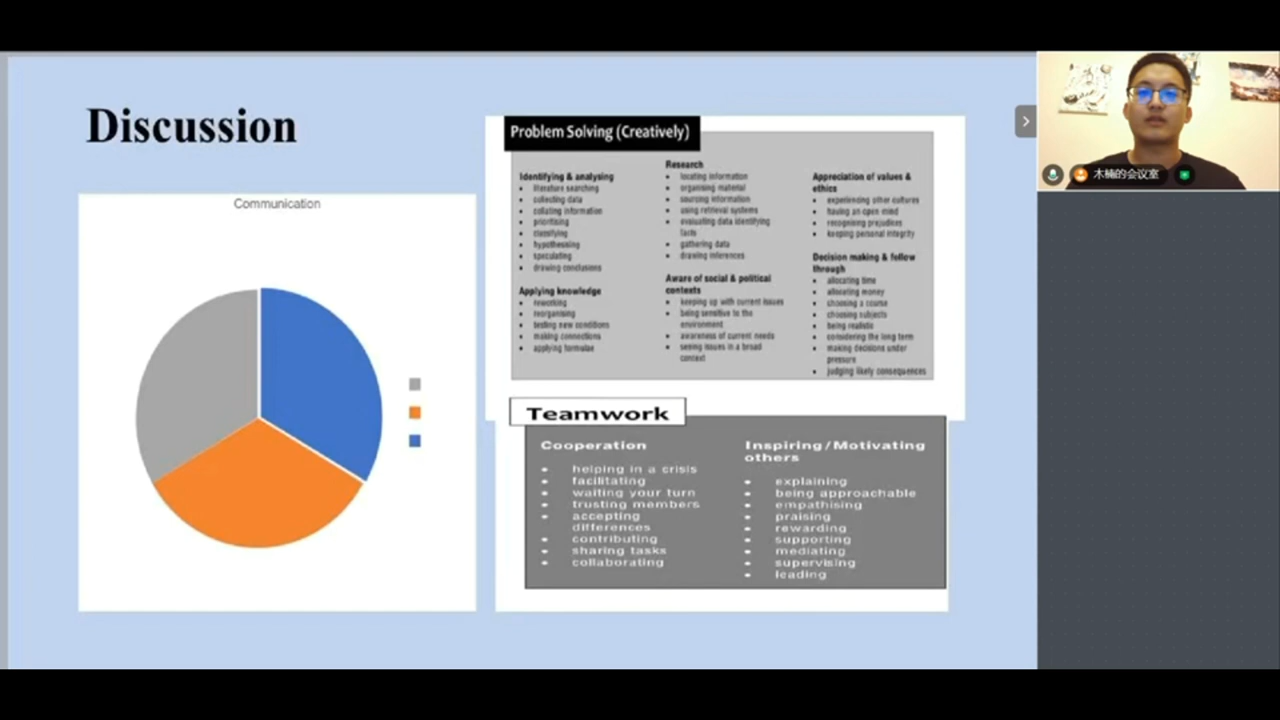 Discussion
Communication
Problem Solving (Creatively)
Identifying & analysing
literature searching
collecting data
collating information
prioritising
classifying
hypothesising
speculating
drawing conclusions
Applying knowledge
reworking
reorganising
testing new conditions
making connections
applying formulae
Research
locating information
organising material
sourcing information
using retrieval systems
evaluating data identifying
facts
gathering data
drawing inferences
Aware of social & political
contexts
keeping up with current issues
being sensitive to the
environment
awareness of current needs
seeing issues in a broad
context
Appreciation of values &
ethics
experiencing other cultures
having an open mind
recognising prejudices
keeping personal integrity
Decision making & follow
through
allocating time
allocating money
choosing a course
choosing subjects
being realistic
considering the long term
making decisions under
pressure
judging likely consequences
Teamwork
Cooperation
helping in a crisis
facilitating
waiting your turn
trusting members
accepting
differences
contributing
sharing tasks
collaborating
Inspiring/Motivating
others
explaining
being approachable
empathising
praising
rewarding
supporting
mediating
supervising
leading
木楠的会议室